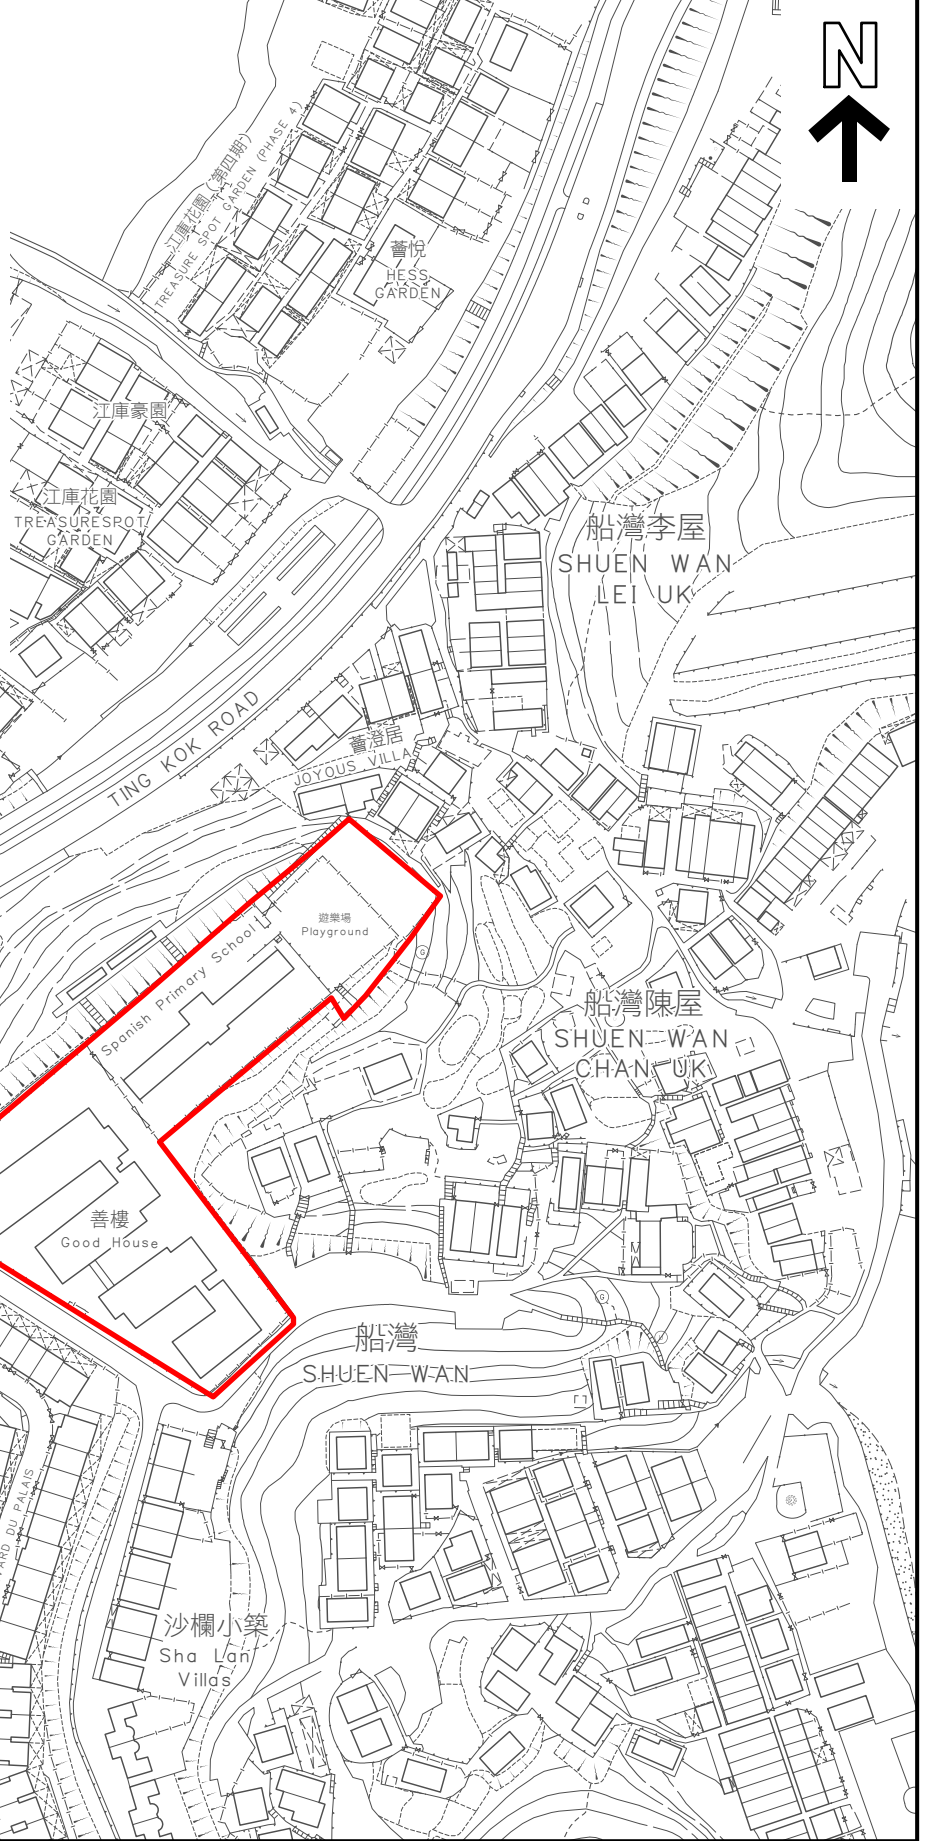 N
江庫花園(第四期)
TREASURE SPOT GARDEN (PHASE 4)
薈悅
HESS
GARDEN
江庫豪園
江庫花園
TREASURESPOT
GARDEN
船灣李屋
SHUEN WAN
LEI UK
TING KOK ROAD
薈澄居
JOYOUS VILLA
遊樂場
Playground
Spanish Primary School
G
船灣陳屋
SHUEN WAN
CHAN UK
善樓
Good House
G
船灣
SHUEN WAN
沙欄小築
Sha Lan
Villas
DU PALAIS